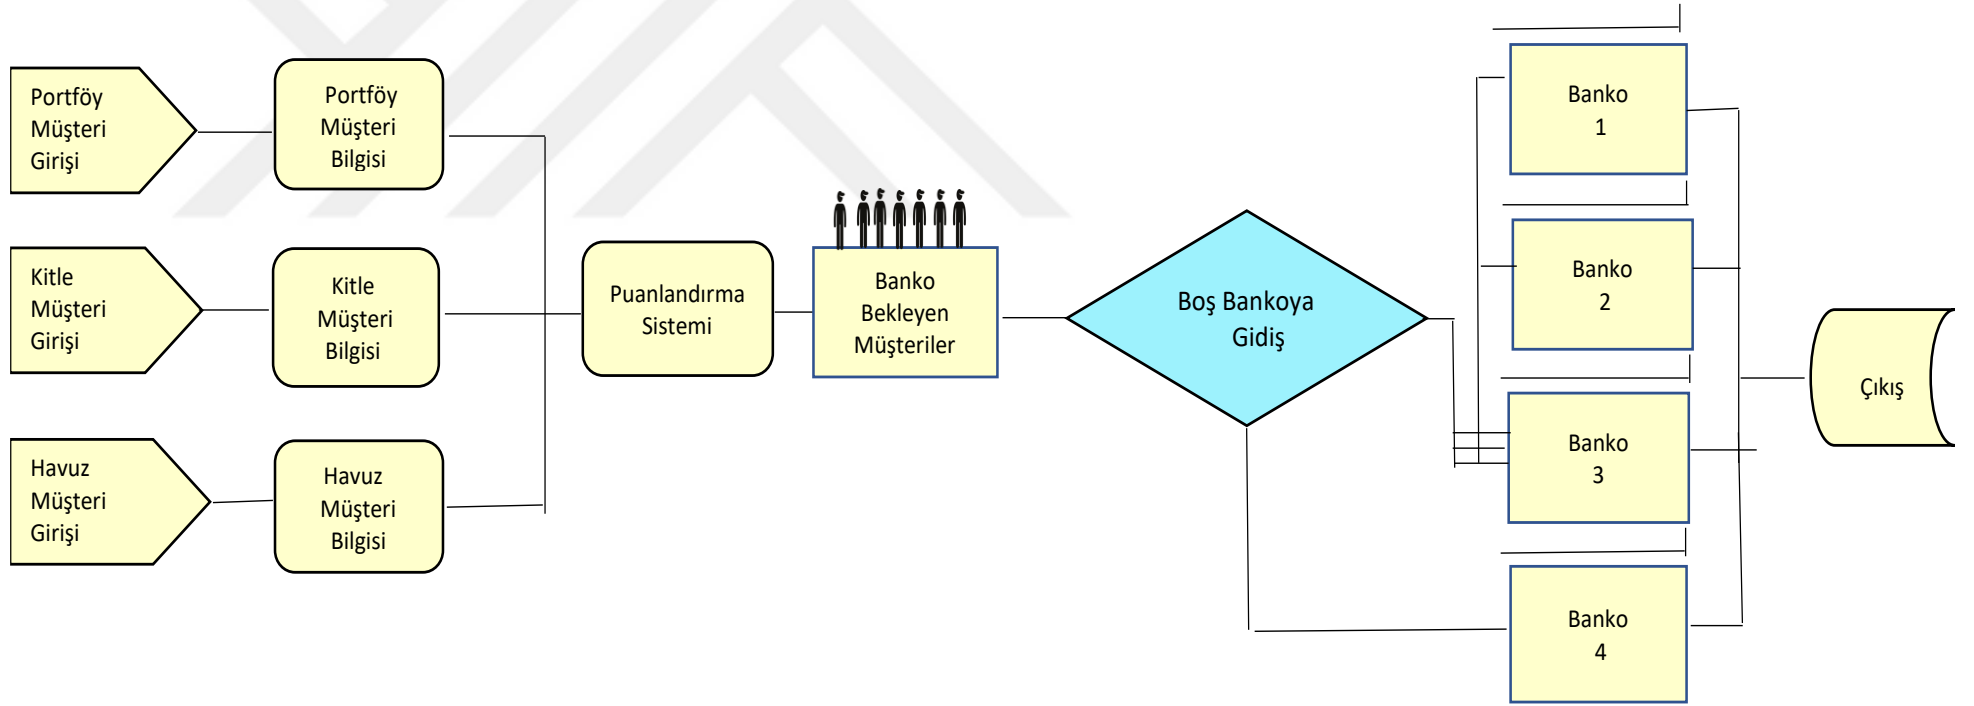 Portföy
Müşteri
Girişi
Portföy
Müşteri
Bilgisi
Kitle
Müşteri
Girişi
Kitle
Müşteri
Bilgisi
Havuz
Müşteri
Girişi
Havuz
Müşteri
Bilgisi
Puanlandırma
Sistemi
Banko
Bekleyen
Müşteriler
Boş Bankoya
Gidiş
Banko
1
Banko
2
Banko
3
Banko
4
Çıkış